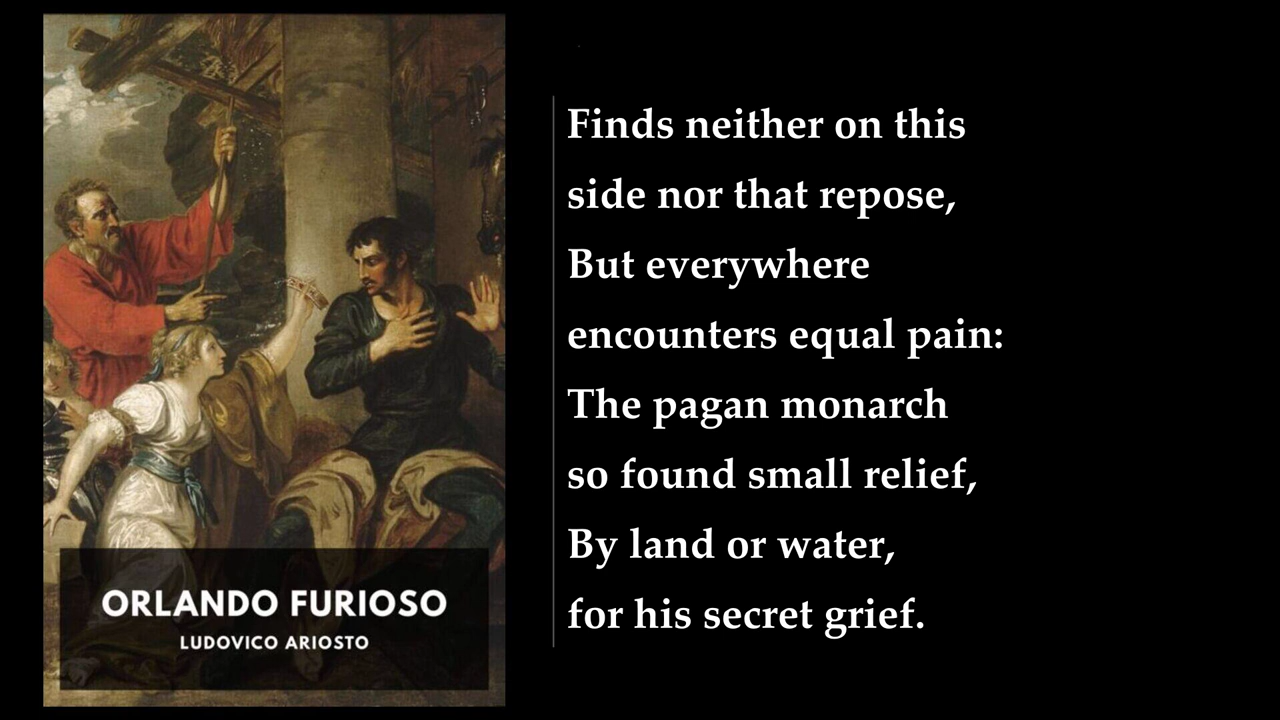 ORLANDO FURIOSO
LUDOVICO ARIOSTO
Finds neither on this
side nor that repose,
But everywhere
encounters equal pain:
The pagan monarch
so found small relief,
By land or water,
for his secret grief.